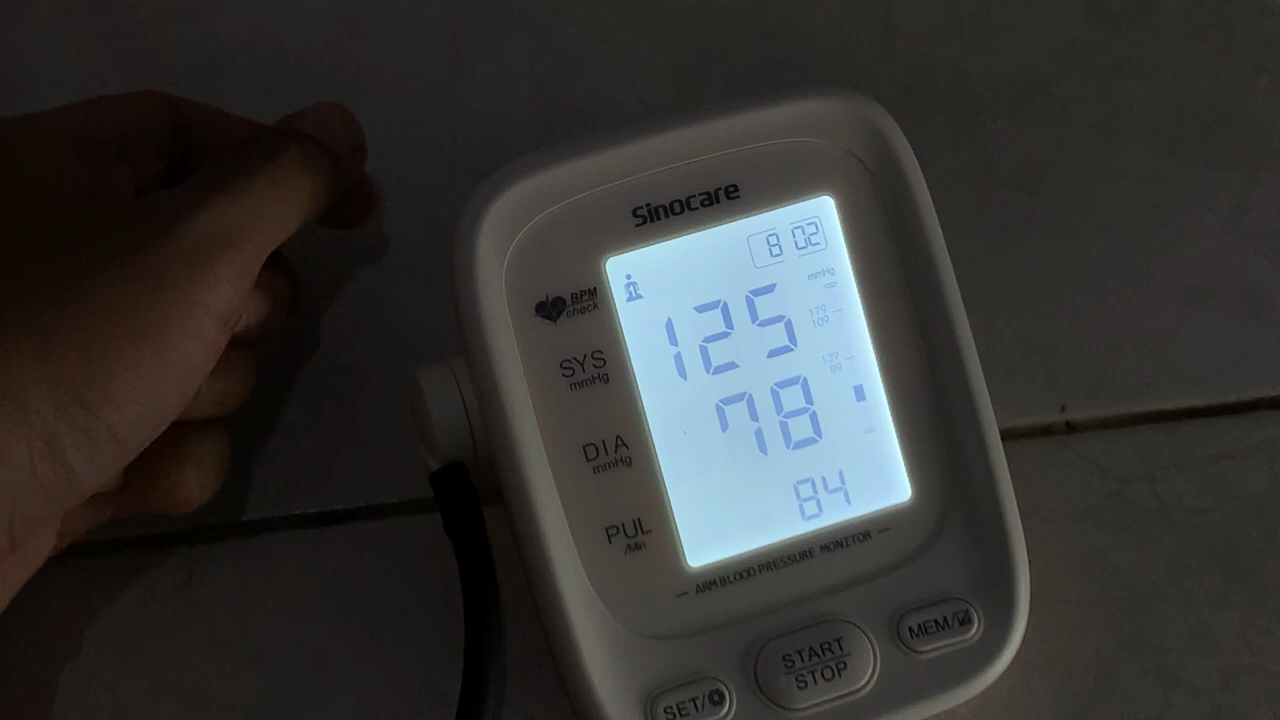 Sinocare
8 02
1
mmHg
BPM
check
125
179
109
SYS
mmHg
139
89
78
DIA
mmHg
84
PUL
/Min
— ARM BLOOD PRESSURE MONITOR —
MEM/
START
STOP
SET/